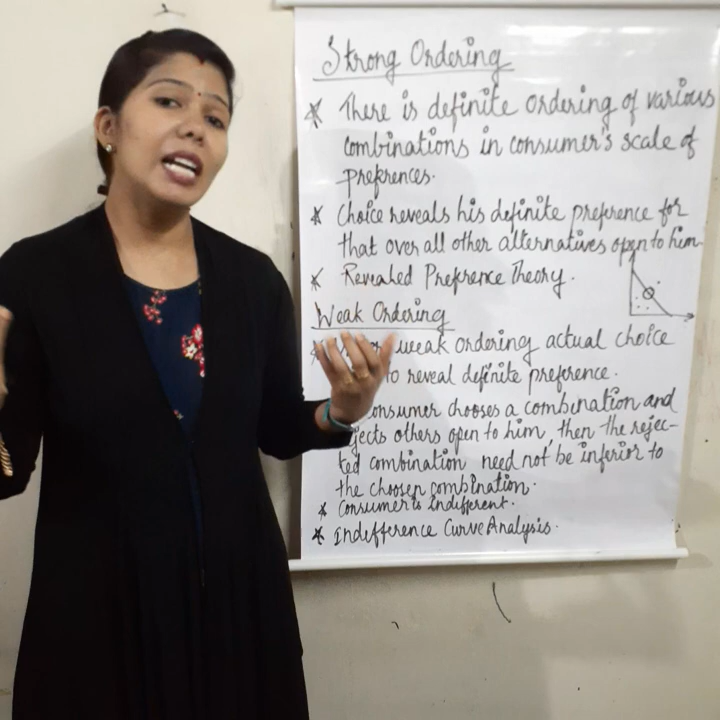 Strong Ordering
* There is definite ordering of various
combinations in consumer's scale of
prefrences.
* Choice reveals his definite preference for
that over all other alternatives open to him
* Revealed Prefrence Theory.
Weak Ordering
* weak ordering actual choice
to reveal definite preference.
consumer chooses a combination and
jects others open to him, then the rejec-
ted combination need not be inferior to
the choosen combination.
* Consumer is indifferent.
* Indifference Curve Analysis.